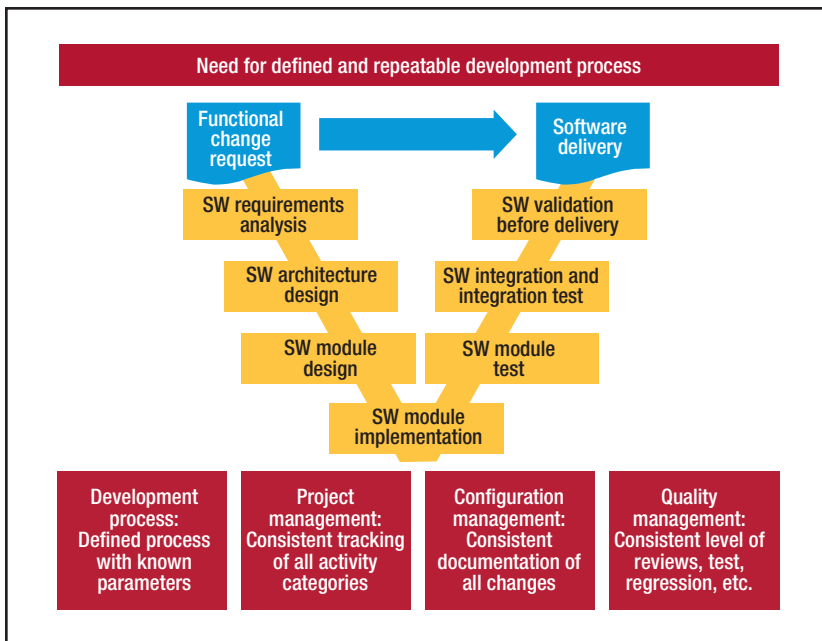 Need for defined and repeatable development process
Functional
change
request
Software
delivery
SW requirements
analysis
SW validation
before delivery
SW architecture
design
SW integration and
integration test
SW module
design
SW module
test
SW module
implementation
Development
process:
Defined process
with known
parameters
Project
management:
Consistent tracking
of all activity
categories
Configuration
management:
Consistent
documentation of
all changes
Quality
management:
Consistent level of
reviews, test,
regression, etc.